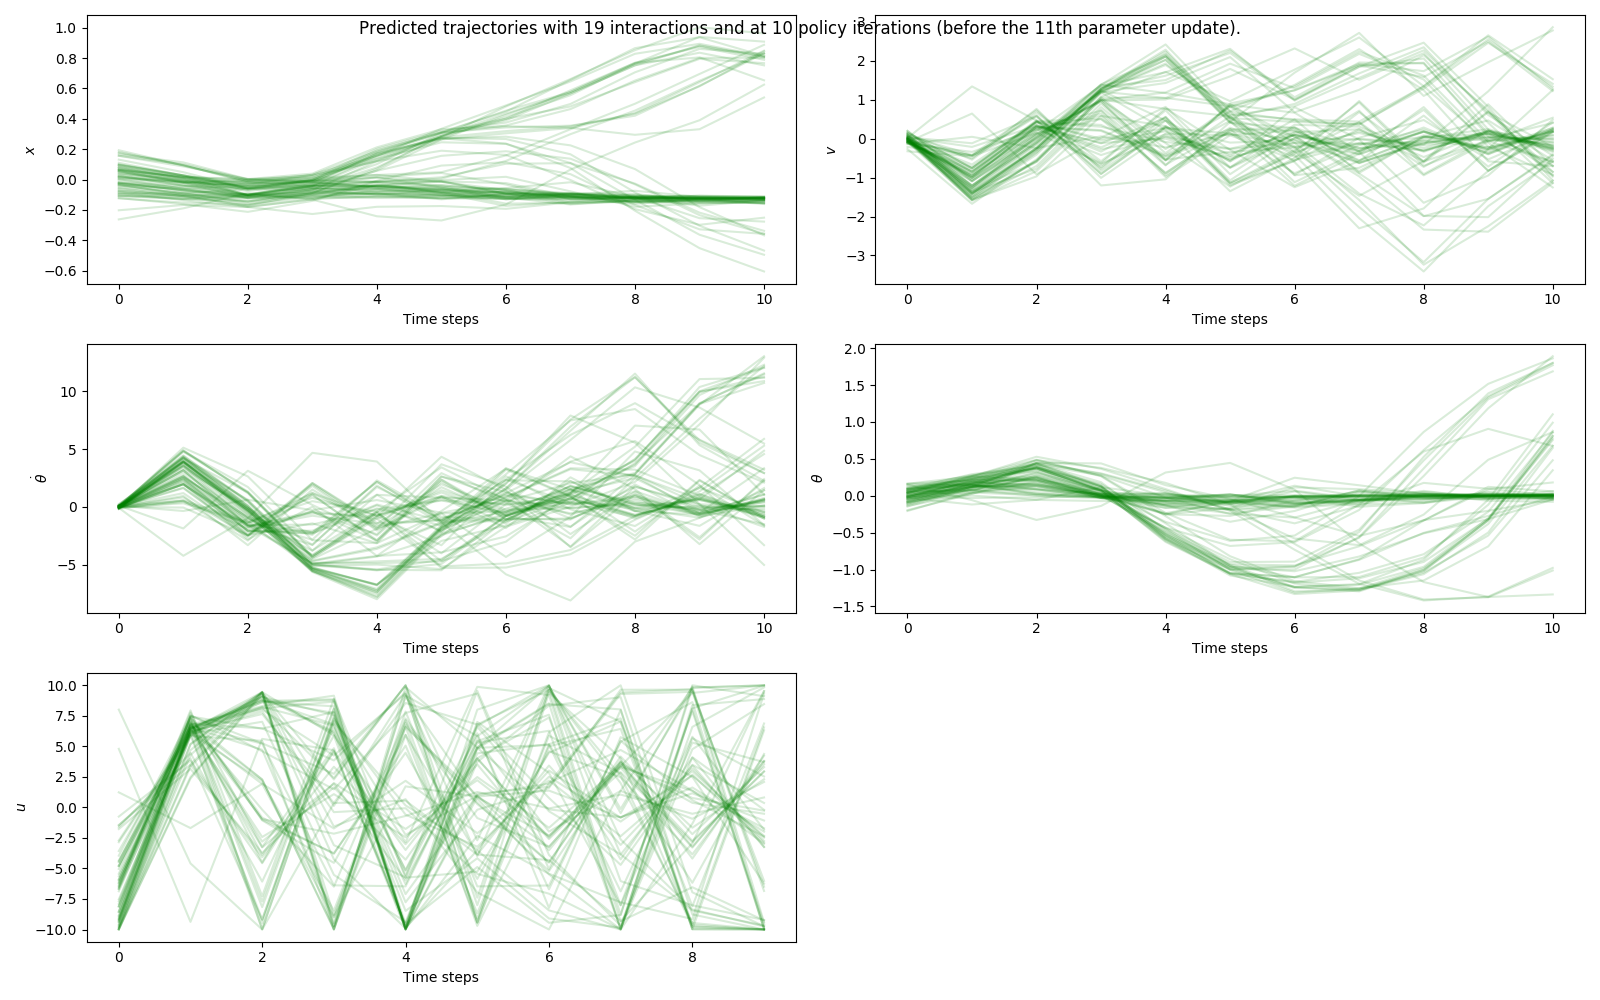 Predicted trajectories with 19 interactions and at 10 policy iterations (before the 11th parameter update).
1.0
0.8
0.6
0.4
0.2
0.0
−0.2
−0.4
−0.6
x
0 2 4 6 8 10
Time steps
3
2
1
0
−1
−2
−3
v
0 2 4 6 8 10
Time steps
10
5
0
−5
θ̇
0 2 4 6 8 10
Time steps
2.0
1.5
1.0
0.5
0.0
−0.5
−1.0
−1.5
θ
0 2 4 6 8 10
Time steps
10.0
7.5
5.0
2.5
0.0
−2.5
−5.0
−7.5
−10.0
u
0 2 4 6 8
Time steps